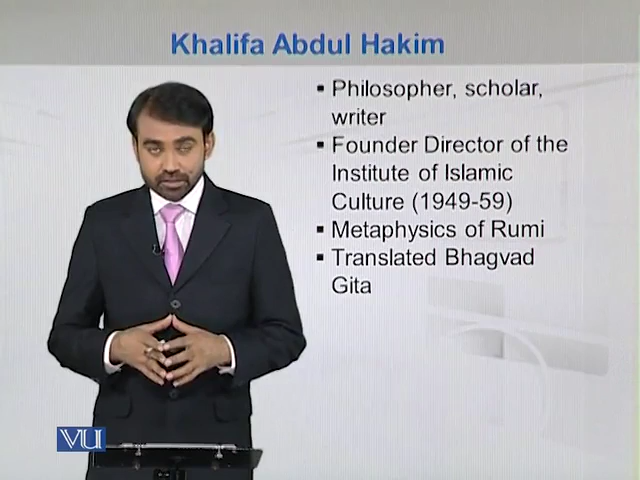 Khalifa Abdul Hakim
▪ Philosopher, scholar,
writer
▪ Founder Director of the
Institute of Islamic
Culture (1949-59)
▪ Metaphysics of Rumi
▪ Translated Bhagvad
Gita
VU